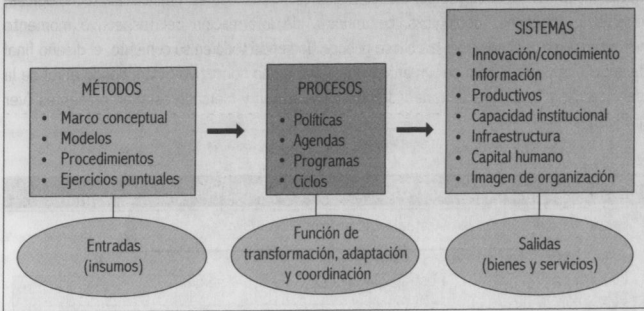 MÉTODOS
• Marco conceptual
• Modelos
• Procedimientos
• Ejercicios puntuales
Entradas
(insumos)
PROCESOS
• Políticas
• Agendas
• Programas
• Ciclos
Función de
transformación, adaptación
y coordinación
SISTEMAS
• Innovación/conocimiento
• Información
• Productivos
• Capacidad institucional
• Infraestructura
• Capital humano
• Imagen de organización
Salidas
(bienes y servicios)